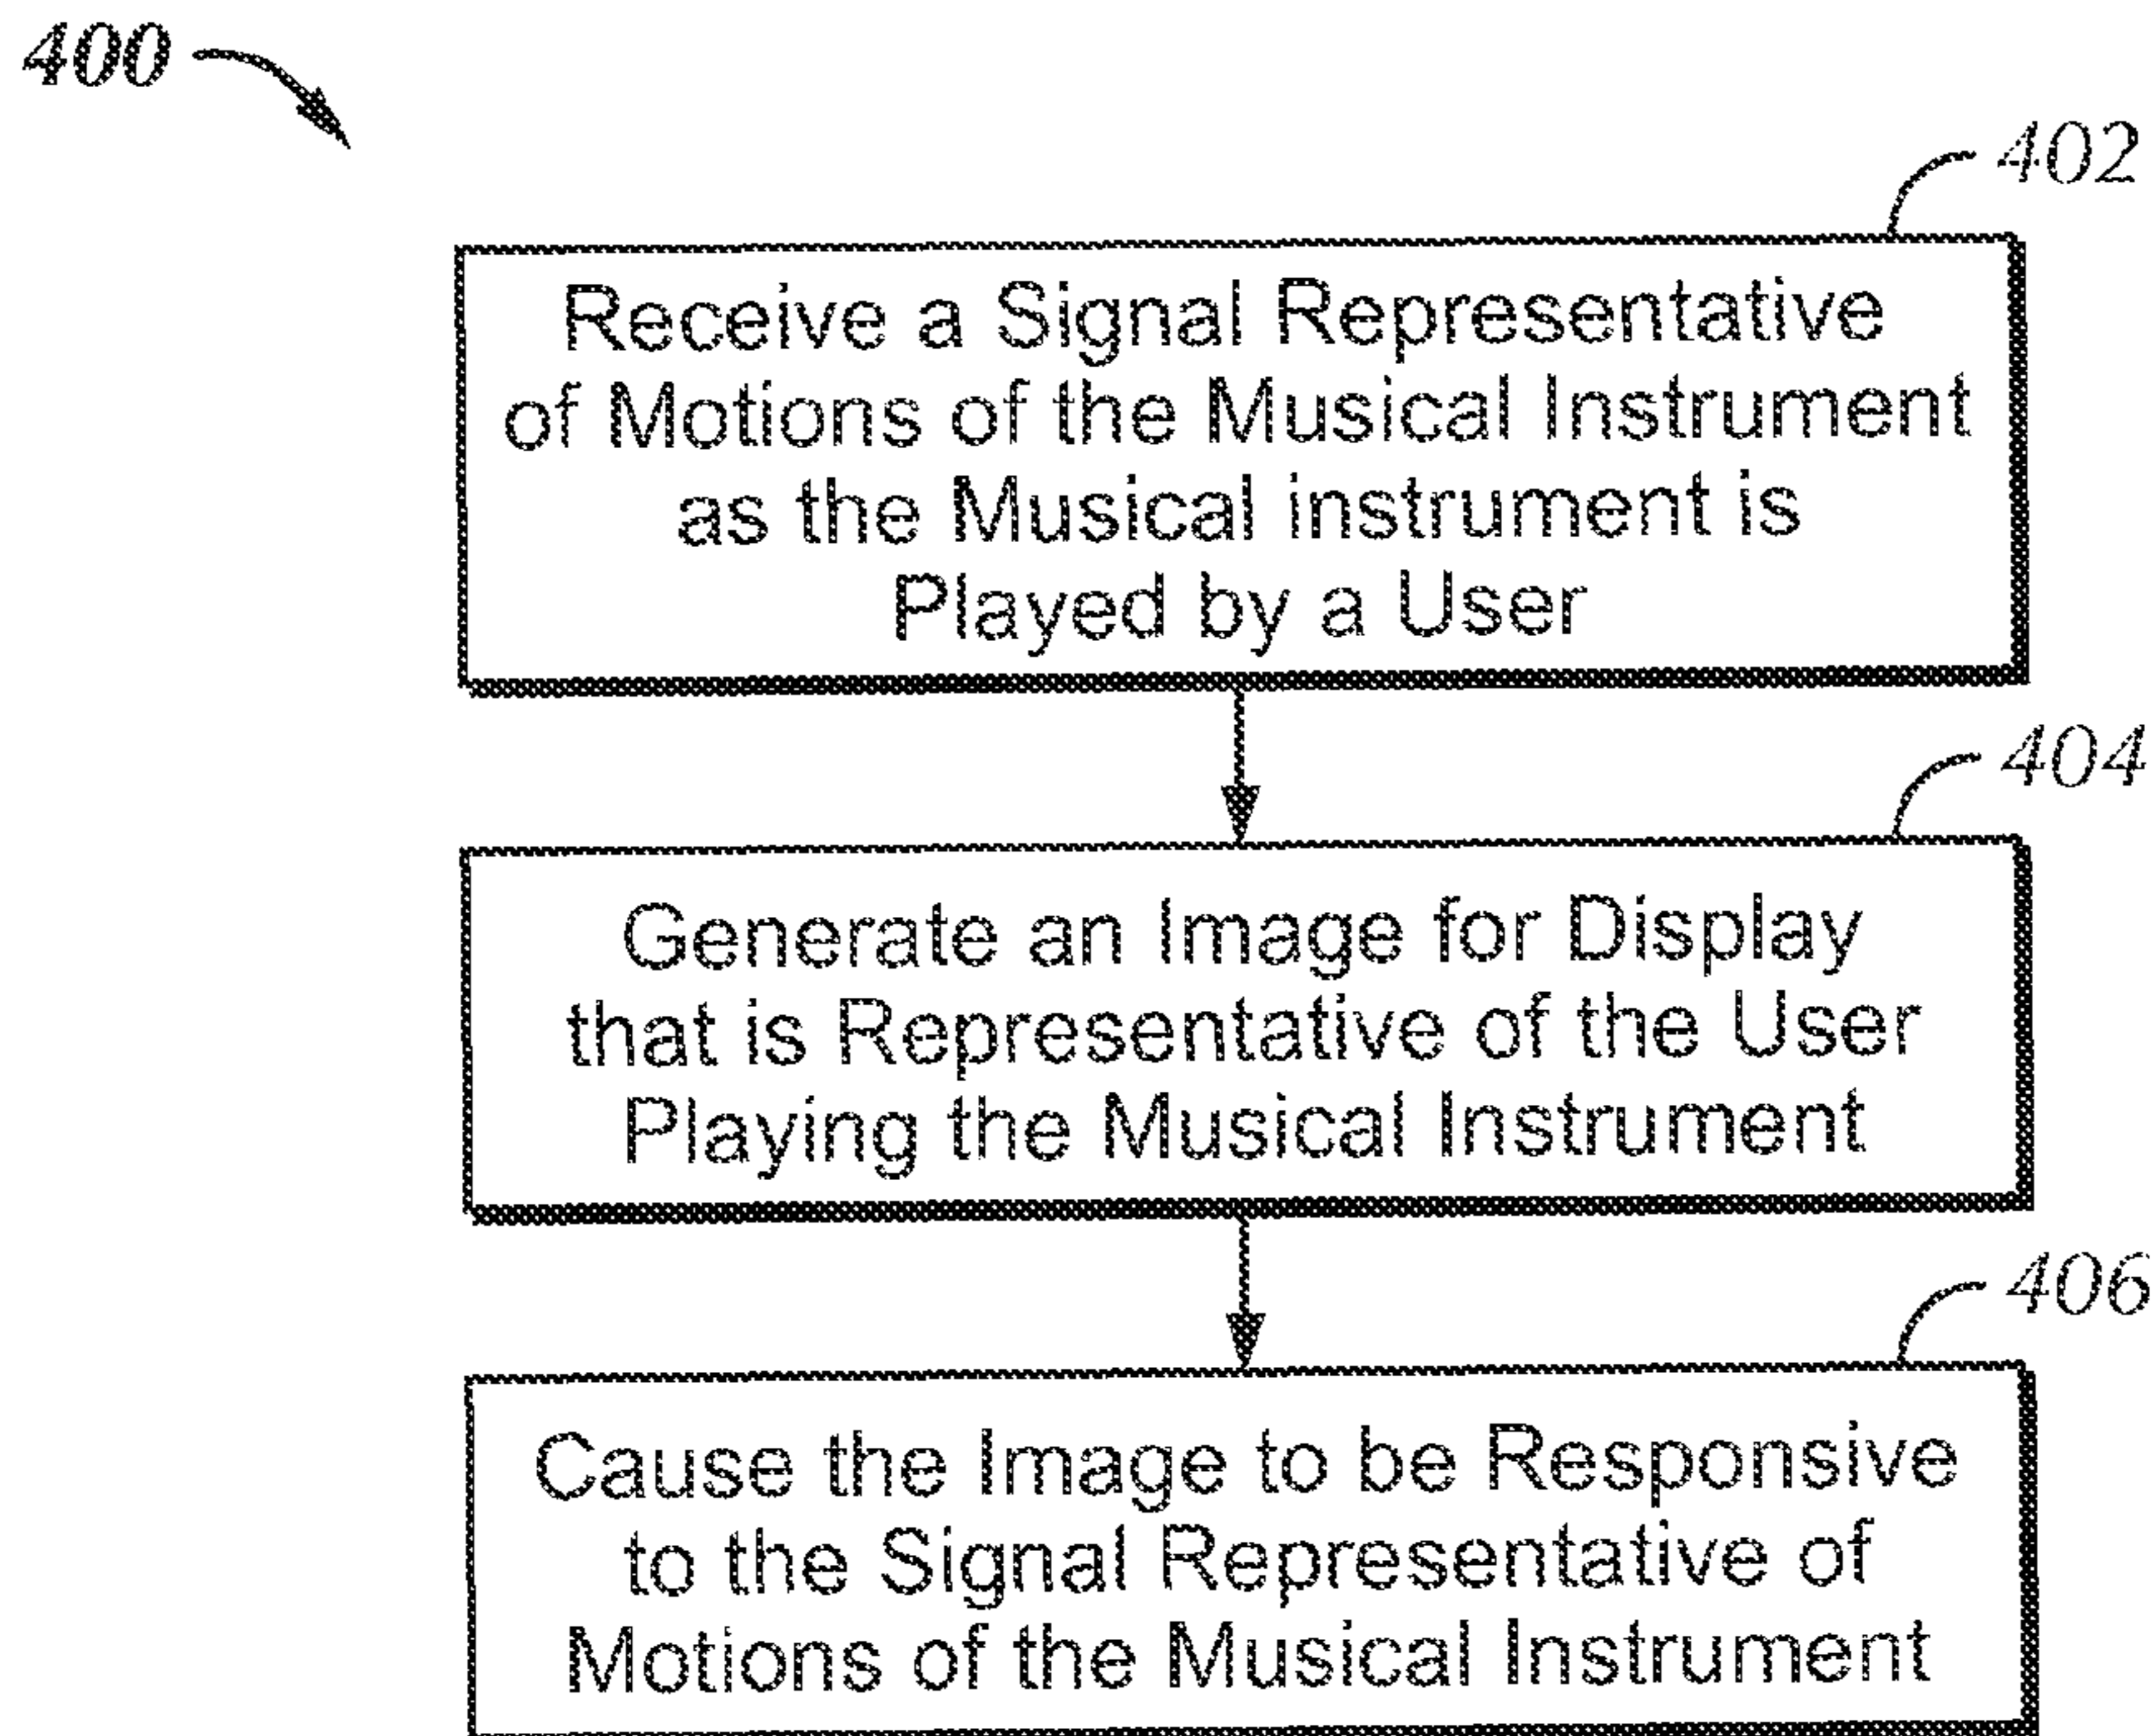 400
402
Receive a Signal Representative
of Motions of the Musical Instrument
as the Musical instrument is
Played by a User
404
Generate an Image for Display
that is Representative of the User
Playing the Musical Instrument
406
Cause the Image to be Responsive
to the Signal Representative of
Motions of the Musical Instrument